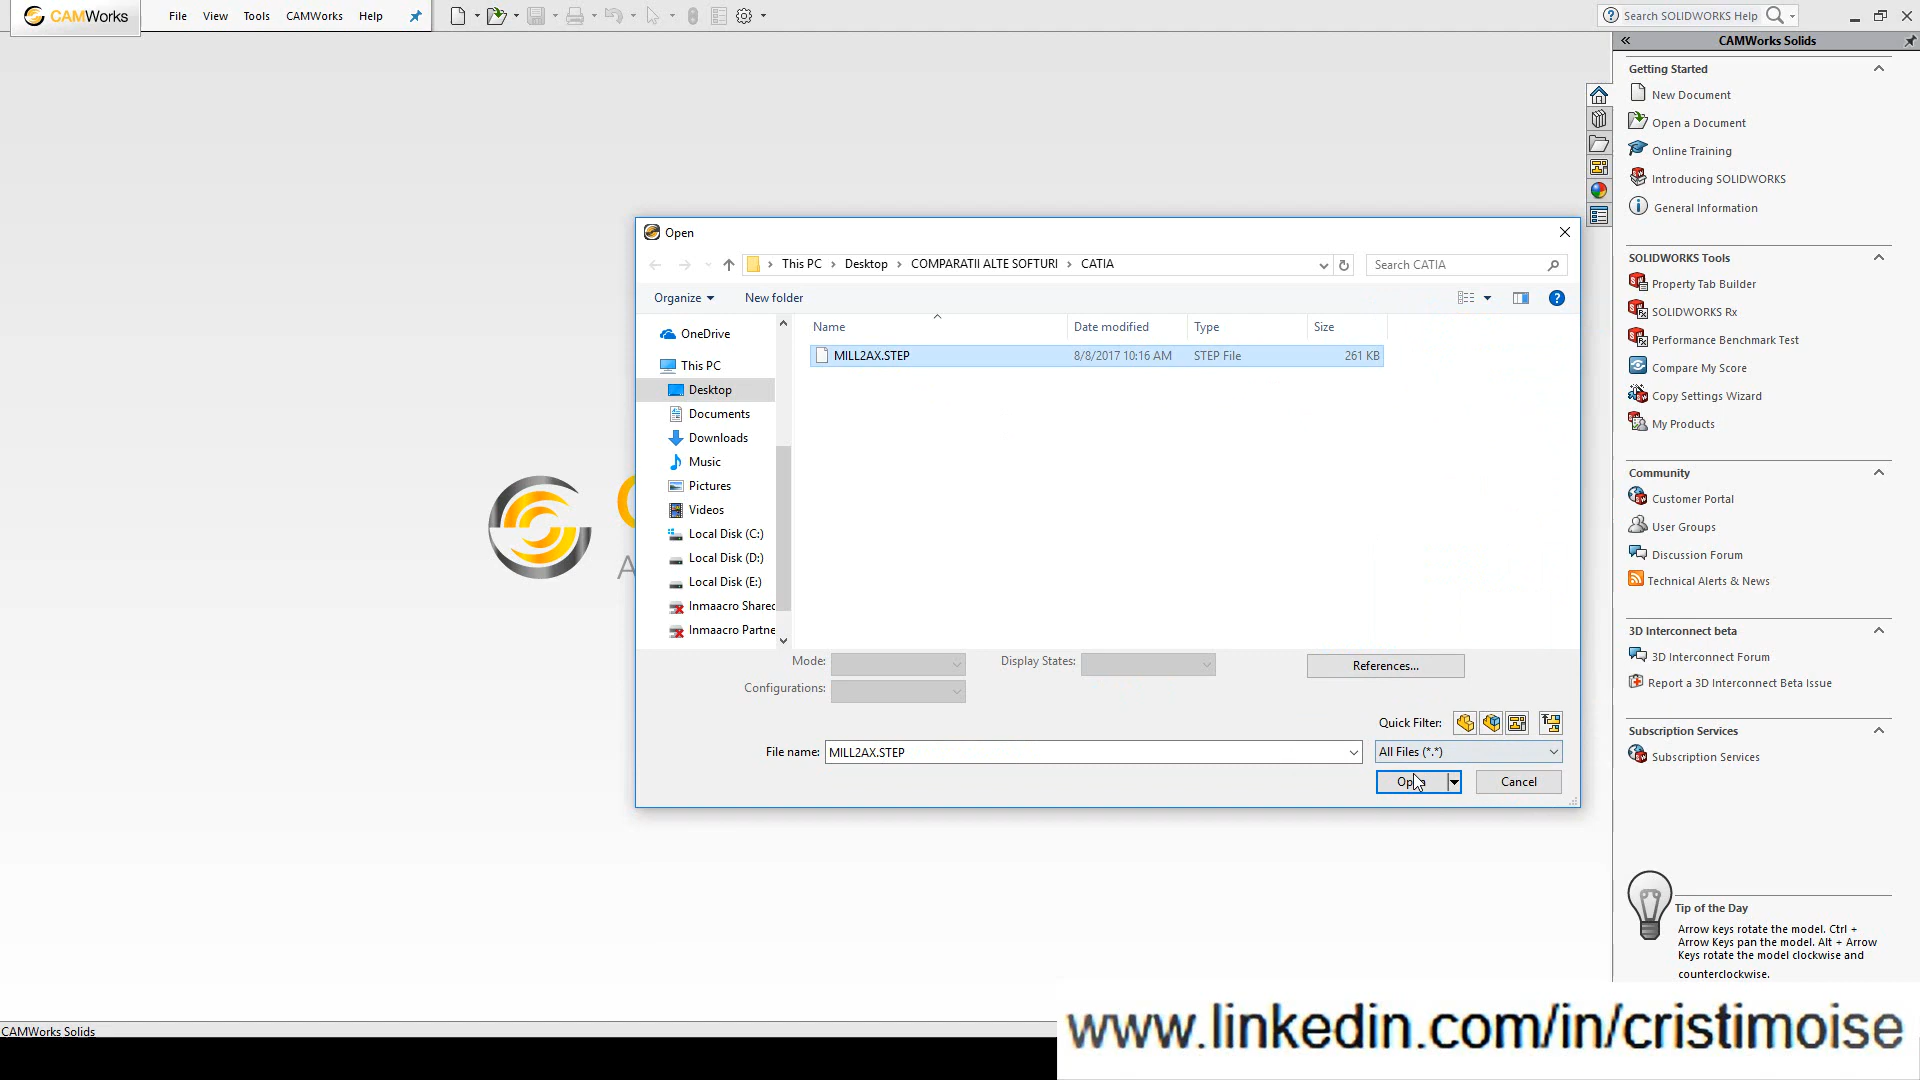 CAMWorks
File
View
Tools
CAMWorks
Help
Search SOLIDWORKS Help
CAMWorks Solids
Getting Started
New Document
Open a Document
Online Training
Introducing SOLIDWORKS
General Information
SOLIDWORKS Tools
Property Tab Builder
SOLIDWORKS Rx
Performance Benchmark Test
Compare My Score
Copy Settings Wizard
My Products
Community
Customer Portal
User Groups
Discussion Forum
Technical Alerts & News
3D Interconnect beta
3D Interconnect Forum
Report a 3D Interconnect Beta Issue
Subscription Services
Subscription Services
Tip of the Day
Arrow keys rotate the model. Ctrl +
Arrow Keys pan the model. Alt + Arrow
Keys rotate the model clockwise and
counterclockwise.
Open
This PC > Desktop > COMPARATII ALTE SOFTURI > CATIA
Search CATIA
Organize
New folder
OneDrive
This PC
Desktop
Documents
Downloads
Music
Pictures
Videos
Local Disk (C:)
Local Disk (D:)
Local Disk (E:)
Inmaacro Shared
Inmaacro Partne
Name
Date modified
Type
Size
MILL2AX.STEP
8/8/2017 10:16 AM
STEP File
261 KB
Mode:
Display States:
References...
Configurations:
Quick Filter:
File name:
MILL2AX.STEP
All Files (*.*)
Cancel
CAMWorks Solids
www.linkedin.com/in/cristimoise